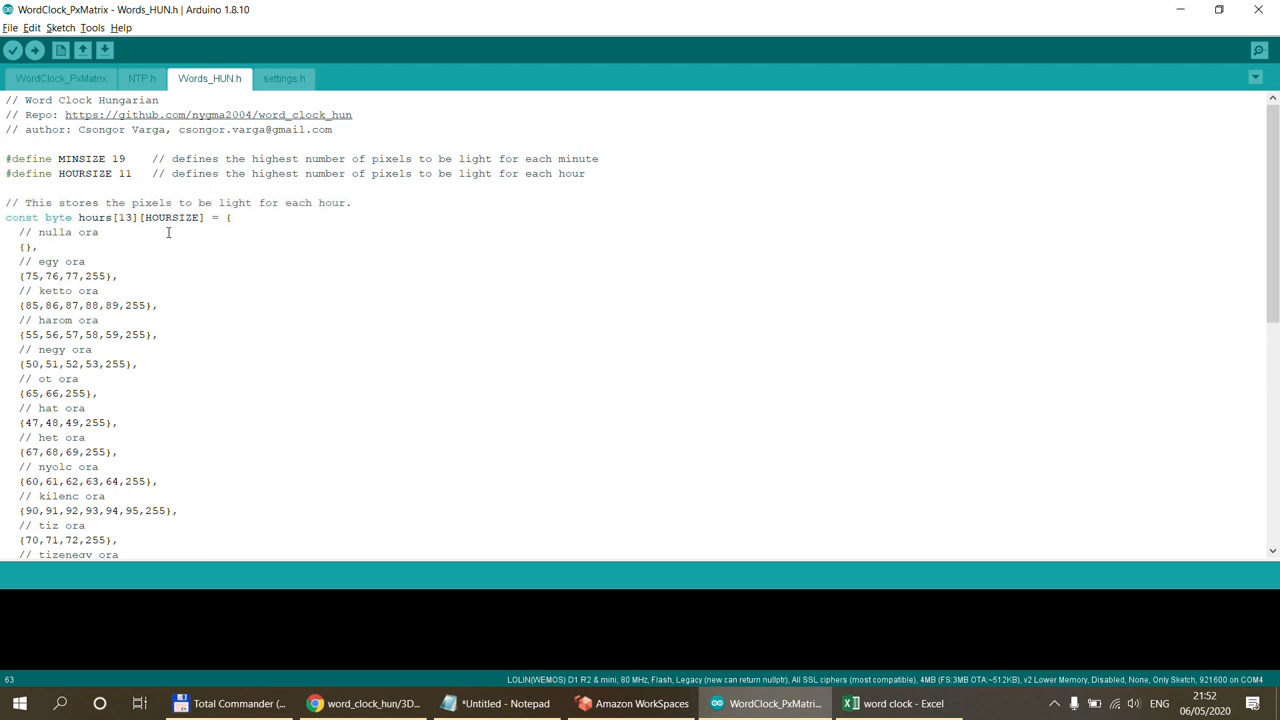 WordClock_PxMatrix - Words_HUN.h | Arduino 1.8.10
File Edit Sketch Tools Help
WordClock_PxMatrix NTP.h Words_HUN.h settings.h
// Word Clock Hungarian
// Repo: https://github.com/nygma2004/word_clock_hun
// author: Csongor Varga, csongor.varga@gmail.com
#define MINSIZE 19 // defines the highest number of pixels to be light for each minute
#define HOURSIZE 11 // defines the highest number of pixels to be light for each hour
// This stores the pixels to be light for each hour.
const byte hours[13][HOURSIZE] = {
// nulla ora
{},
// egy ora
{75,76,77,255},
// ketto ora
{85,86,87,88,89,255},
// harom ora
{55,56,57,58,59,255},
// negy ora
{50,51,52,53,255},
// ot ora
{65,66,255},
// hat ora
{47,48,49,255},
// het ora
{67,68,69,255},
// nyolc ora
{60,61,62,63,64,255},
// kilenc ora
{90,91,92,93,94,95,255},
// tiz ora
{70,71,72,255},
// tizenegy ora
63 LOLIN(WEMOS) D1 R2 & mini, 80 MHz, Flash, Legacy (new can return nullptr), All SSL ciphers (most compatible), 4MB (FS:3MB OTA:~512KB), v2 Lower Memory, Disabled, None, Only Sketch, 921600 on COM4
Total Commander (... word_clock_hun/3D... *Untitled - Notepad Amazon WorkSpaces WordClock_PxMatri... word clock - Excel ENG 21:52
06/05/2020